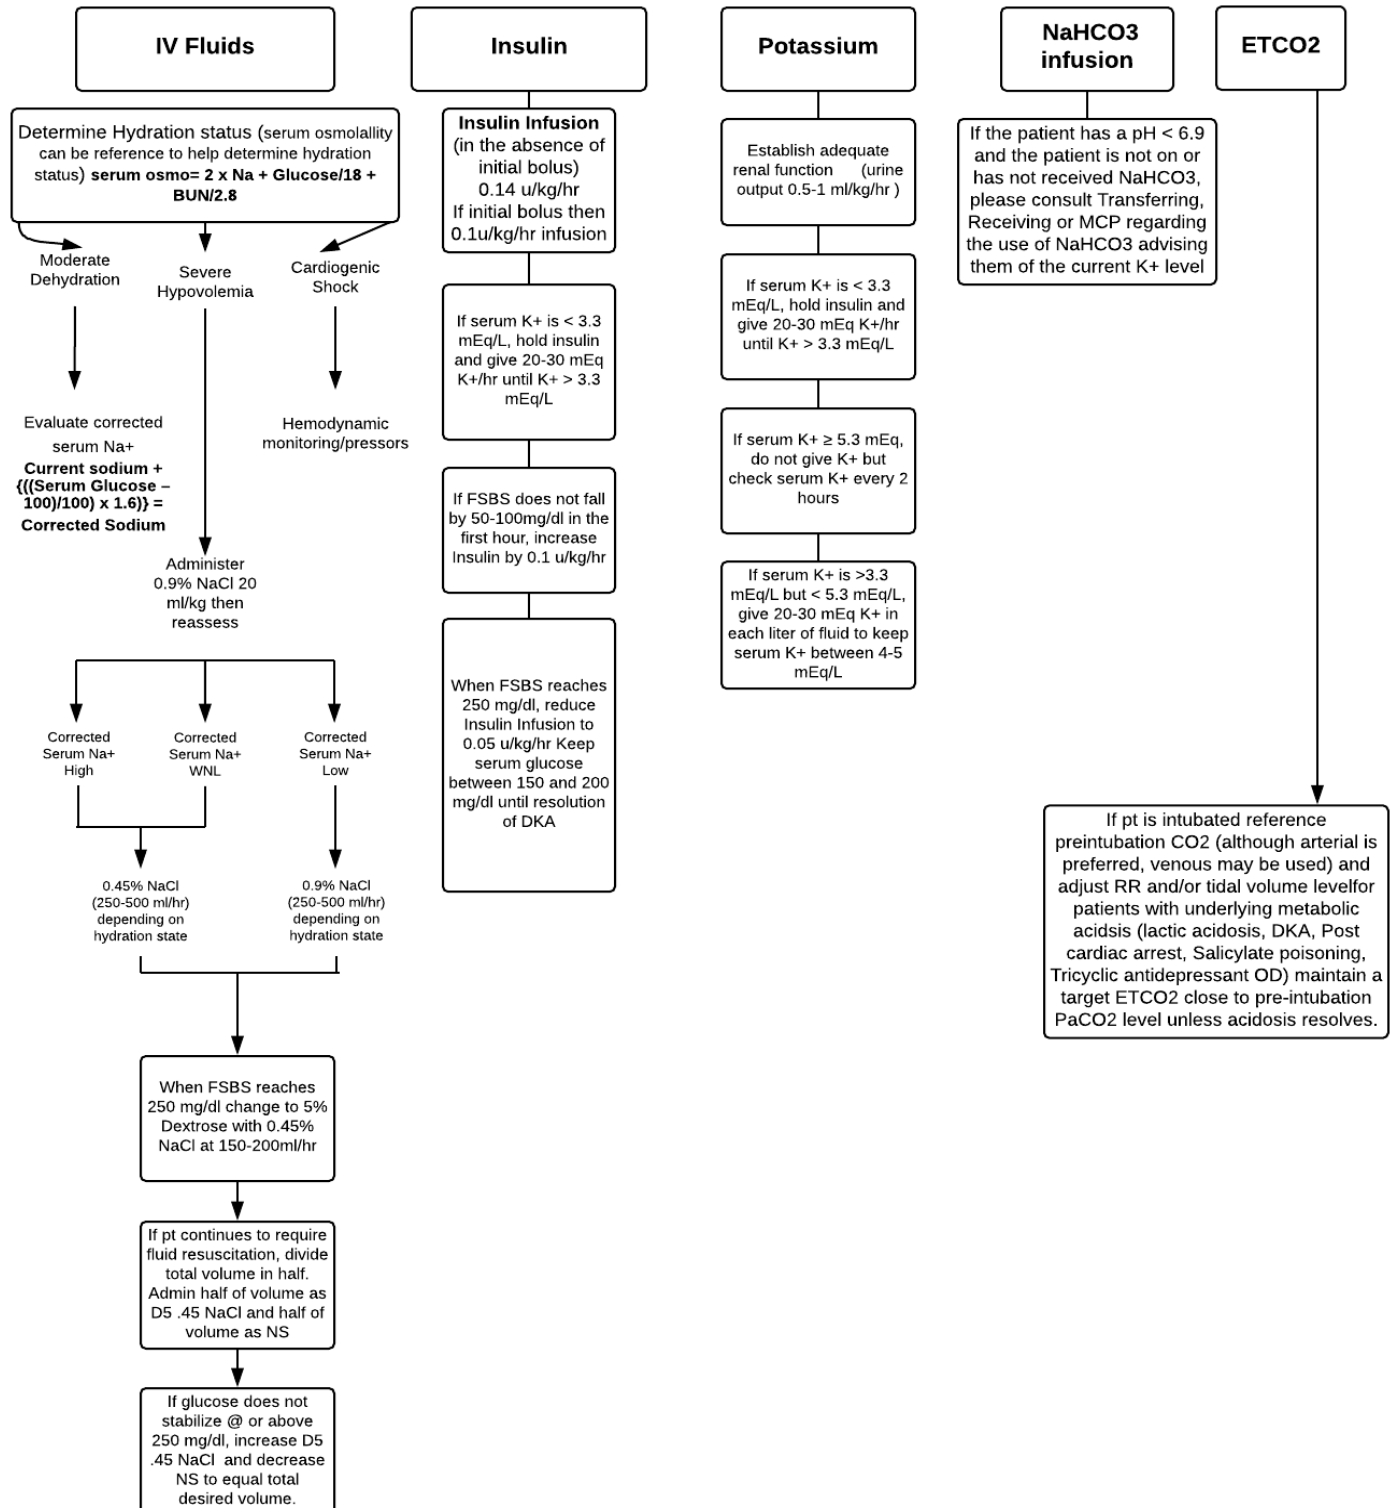 IV Fluids
Determine Hydration status (serum osmolallity
can be reference to help determine hydration
status) serum osmo= 2 x Na + Glucose/18 +
BUN/2.8
Moderate
Dehydration
Severe
Hypovolemia
Cardiogenic
Shock
Evaluate corrected
serum Na+
Current sodium +
{((Serum Glucose –
100)/100) x 1.6)} =
Corrected Sodium
Hemodynamic
monitoring/pressors
Administer
0.9% NaCl 20
ml/kg then
reassess
Corrected
Serum Na+
High
Corrected
Serum Na+
WNL
Corrected
Serum Na+
Low
0.45% NaCl
(250-500 ml/hr)
depending on
hydration state
0.9% NaCl
(250-500 ml/hr)
depending on
hydration state
When FSBS reaches
250 mg/dl change to 5%
Dextrose with 0.45%
NaCl at 150-200ml/hr
If pt continues to require
fluid resuscitation, divide
total volume in half.
Admin half of volume as
D5 .45 NaCl and half of
volume as NS
If glucose does not
stabilize @ or above
250 mg/dl, increase D5
.45 NaCl and decrease
NS to equal total
desired volume.
Insulin
Insulin Infusion
(in the absence of
initial bolus)
0.14 u/kg/hr
If initial bolus then
0.1u/kg/hr infusion
If serum K+ is < 3.3
mEq/L, hold insulin
and give 20-30 mEq
K+/hr until K+ > 3.3
mEq/L
If FSBS does not fall
by 50-100mg/dl in the
first hour, increase
Insulin by 0.1 u/kg/hr
When FSBS reaches
250 mg/dl, reduce
Insulin Infusion to
0.05 u/kg/hr Keep
serum glucose
between 150 and 200
mg/dl until resolution
of DKA
Potassium
Establish adequate
renal function (urine
output 0.5-1 ml/kg/hr )
If serum K+ is < 3.3
mEq/L, hold insulin and
give 20-30 mEq K+/hr
until K+ > 3.3 mEq/L
If serum K+ ≥ 5.3 mEq,
do not give K+ but
check serum K+ every 2
hours
If serum K+ is >3.3
mEq/L but < 5.3 mEq/L,
give 20-30 mEq K+ in
each liter of fluid to keep
serum K+ between 4-5
mEq/L
NaHCO3
infusion
If the patient has a pH < 6.9
and the patient is not on or
has not received NaHCO3,
please consult Transferring,
Receiving or MCP regarding
the use of NaHCO3 advising
them of the current K+ level
ETCO2
If pt is intubated reference
preintubation CO2 (although arterial is
preferred, venous may be used) and
adjust RR and/or tidal volume levelfor
patients with underlying metabolic
acidsis (lactic acidosis, DKA, Post
cardiac arrest, Salicylate poisoning,
Tricyclic antidepressant OD) maintain a
target ETCO2 close to pre-intubation
PaCO2 level unless acidosis resolves.